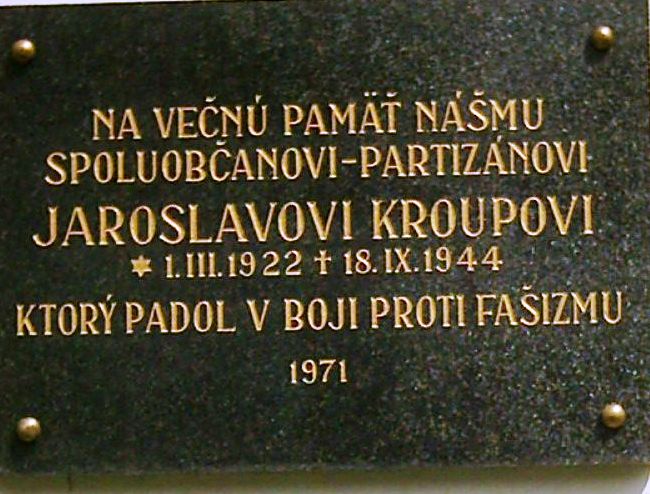 NA VEČNÚ PAMÄŤ NÁŠMU
SPOLUOBČANOVI-PARTIZÁNOVI
JAROSLAVOVI KROUPOVI
* 1.III.1922 † 18.IX.1944
KTORÝ PADOL V BOJI PROTI FAŠIZMU
1971